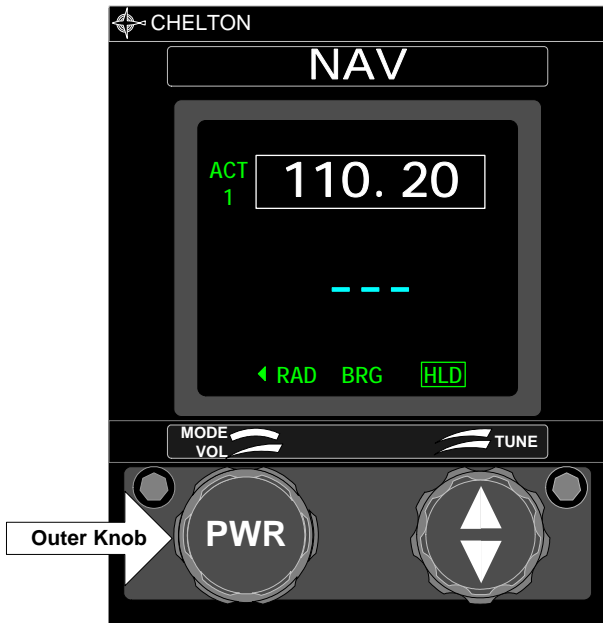 CHELTON
NAV
ACT 110. 20
1
– – –
RAD BRG HLD
MODE
VOL
TUNE
Outer Knob
PWR